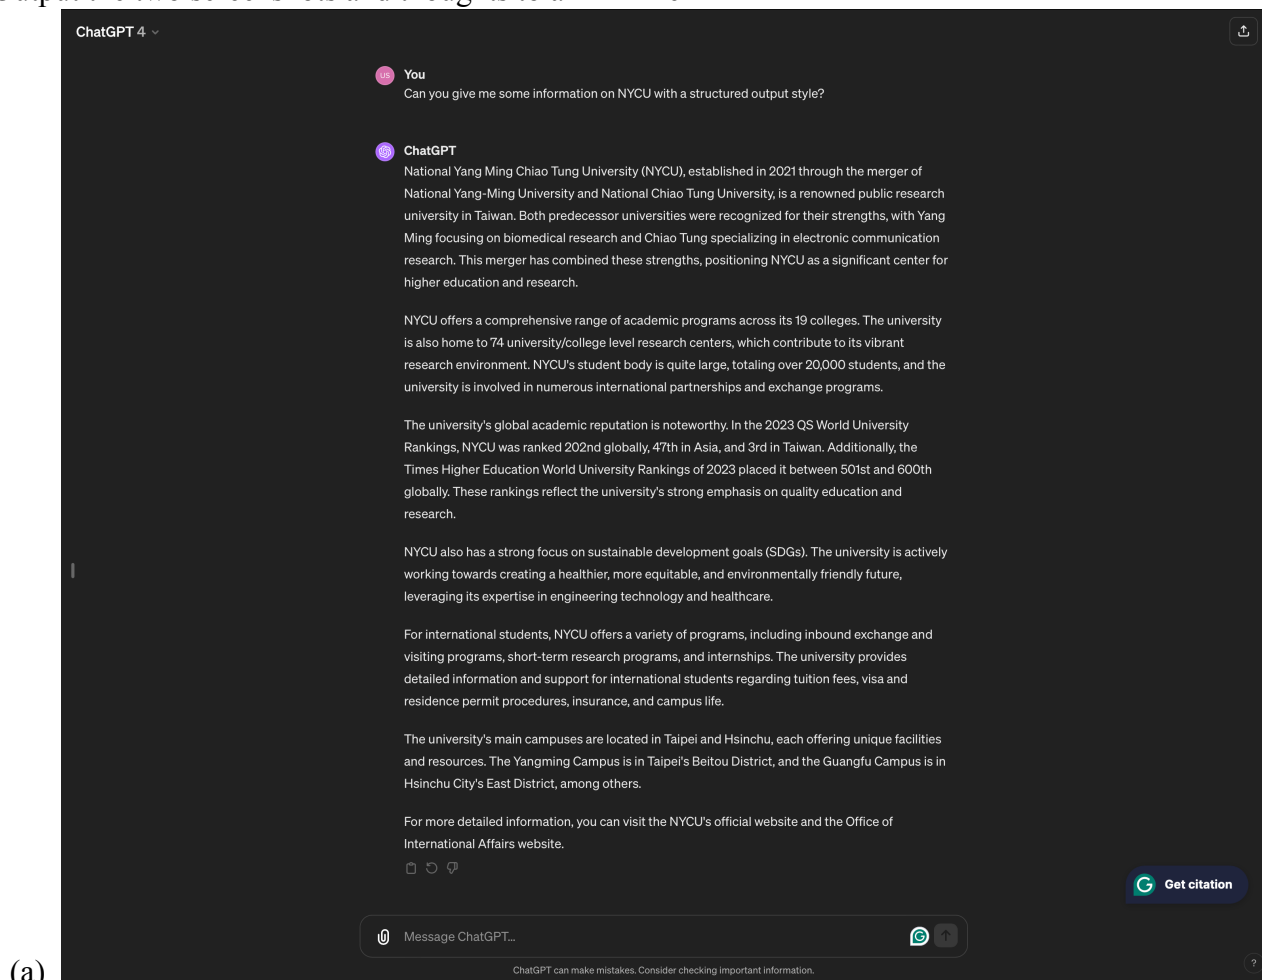 ChatGPT 4
You
Can you give me some information on NYCU with a structured output style?
ChatGPT
National Yang Ming Chiao Tung University (NYCU), established in 2021 through the merger of
National Yang-Ming University and National Chiao Tung University, is a renowned public research
university in Taiwan. Both predecessor universities were recognized for their strengths, with Yang
Ming focusing on biomedical research and Chiao Tung specializing in electronic communication
research. This merger has combined these strengths, positioning NYCU as a significant center for
higher education and research.
NYCU offers a comprehensive range of academic programs across its 19 colleges. The university
is also home to 74 university/college level research centers, which contribute to its vibrant
research environment. NYCU's student body is quite large, totaling over 20,000 students, and the
university is involved in numerous international partnerships and exchange programs.
The university's global academic reputation is noteworthy. In the 2023 QS World University
Rankings, NYCU was ranked 202nd globally, 47th in Asia, and 3rd in Taiwan. Additionally, the
Times Higher Education World University Rankings of 2023 placed it between 501st and 600th
globally. These rankings reflect the university's strong emphasis on quality education and
research.
NYCU also has a strong focus on sustainable development goals (SDGs). The university is actively
working towards creating a healthier, more equitable, and environmentally friendly future,
leveraging its expertise in engineering technology and healthcare.
For international students, NYCU offers a variety of programs, including inbound exchange and
visiting programs, short-term research programs, and internships. The university provides
detailed information and support for international students regarding tuition fees, visa and
residence permit procedures, insurance, and campus life.
The university's main campuses are located in Taipei and Hsinchu, each offering unique facilities
and resources. The Yangming Campus is in Taipei's Beitou District, and the Guangfu Campus is in
Hsinchu City's East District, among others.
For more detailed information, you can visit the NYCU's official website and the Office of
International Affairs website.
Get citation
Message ChatGPT...
ChatGPT can make mistakes. Consider checking important information.
?
(a)